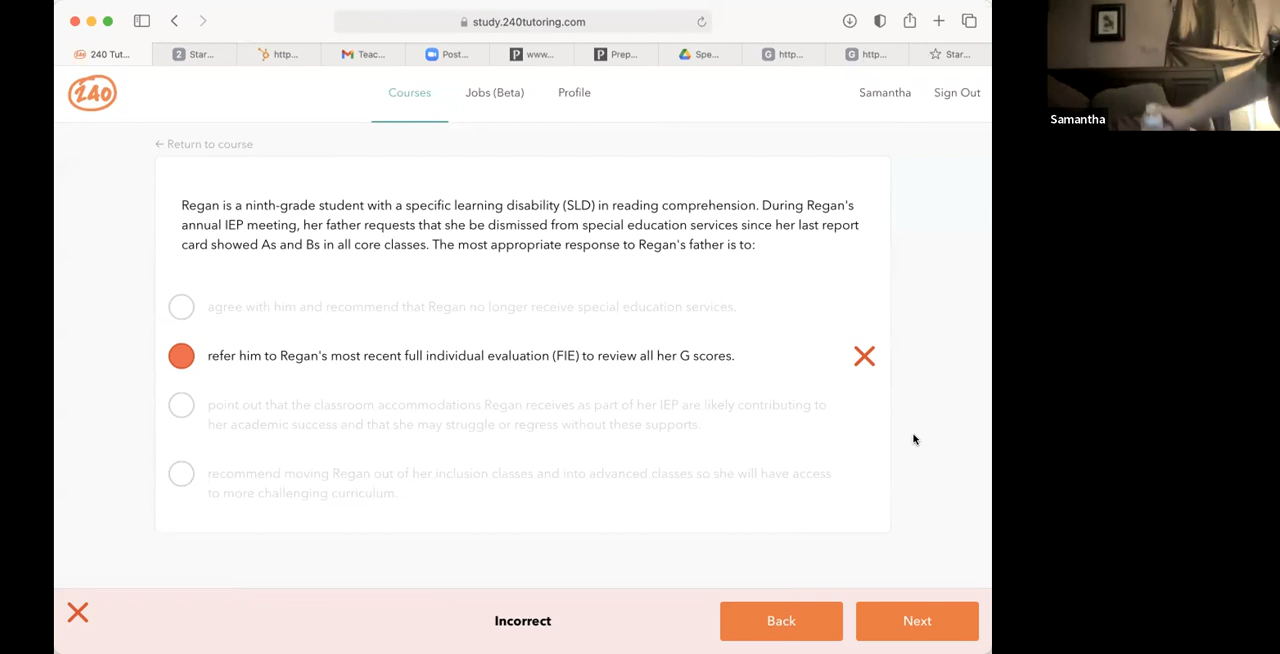 study.240tutoring.com
240 Tut...
2 Star...
http...
Teac...
Post...
P www...
P Prep...
Spe...
G http...
G http...
Star...
240
Courses
Jobs (Beta)
Profile
Samantha
Sign Out
Samantha
← Return to course
Regan is a ninth-grade student with a specific learning disability (SLD) in reading comprehension. During Regan's
annual IEP meeting, her father requests that she be dismissed from special education services since her last report
card showed As and Bs in all core classes. The most appropriate response to Regan's father is to:
agree with him and recommend that Regan no longer receive special education services.
refer him to Regan's most recent full individual evaluation (FIE) to review all her G scores.
point out that the classroom accommodations Regan receives as part of her IEP are likely contributing to
her academic success and that she may struggle or regress without these supports.
recommend moving Regan out of her inclusion classes and into advanced classes so she will have access
to more challenging curriculum.
Incorrect
Back
Next